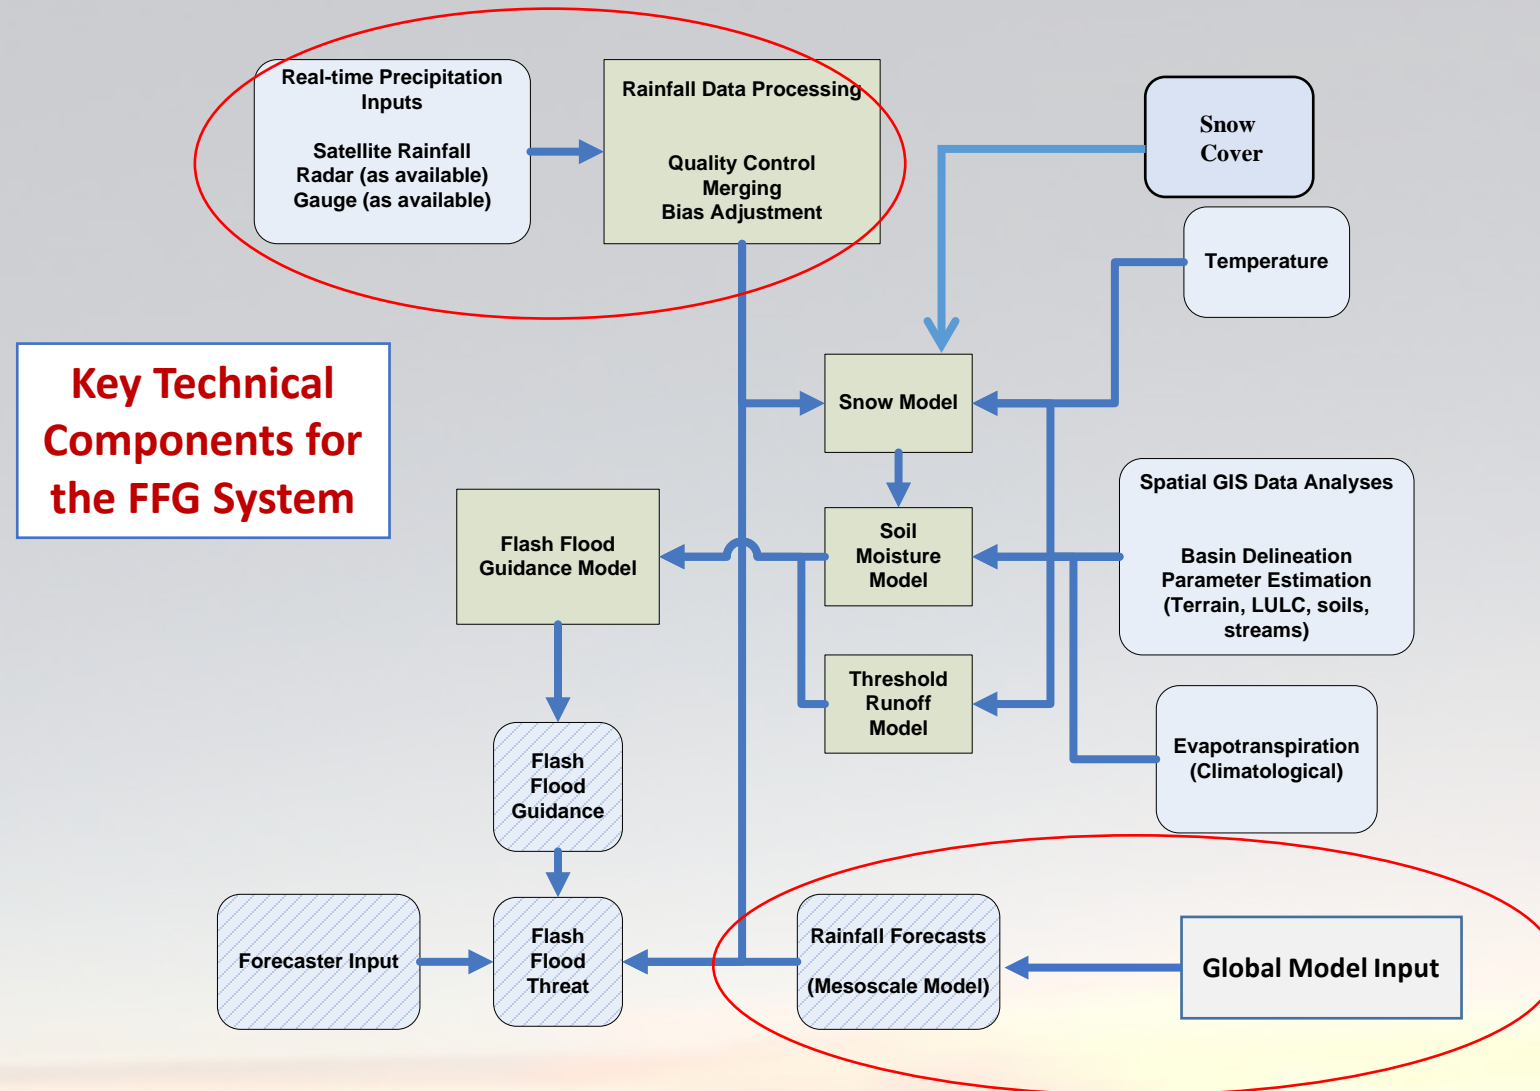 Real-time Precipitation
Inputs
Satellite Rainfall
Radar (as available)
Gauge (as available)
Rainfall Data Processing
Quality Control
Merging
Bias Adjustment
Snow
Cover
Temperature
Key Technical
Components for
the FFG System
Snow Model
Spatial GIS Data Analyses
Basin Delineation
Parameter Estimation
(Terrain, LULC, soils,
streams)
Flash Flood
Guidance Model
Soil
Moisture
Model
Threshold
Runoff
Model
Evapotranspiration
(Climatological)
Flash
Flood
Guidance
Forecaster Input
Flash
Flood
Threat
Rainfall Forecasts
(Mesoscale Model)
Global Model Input